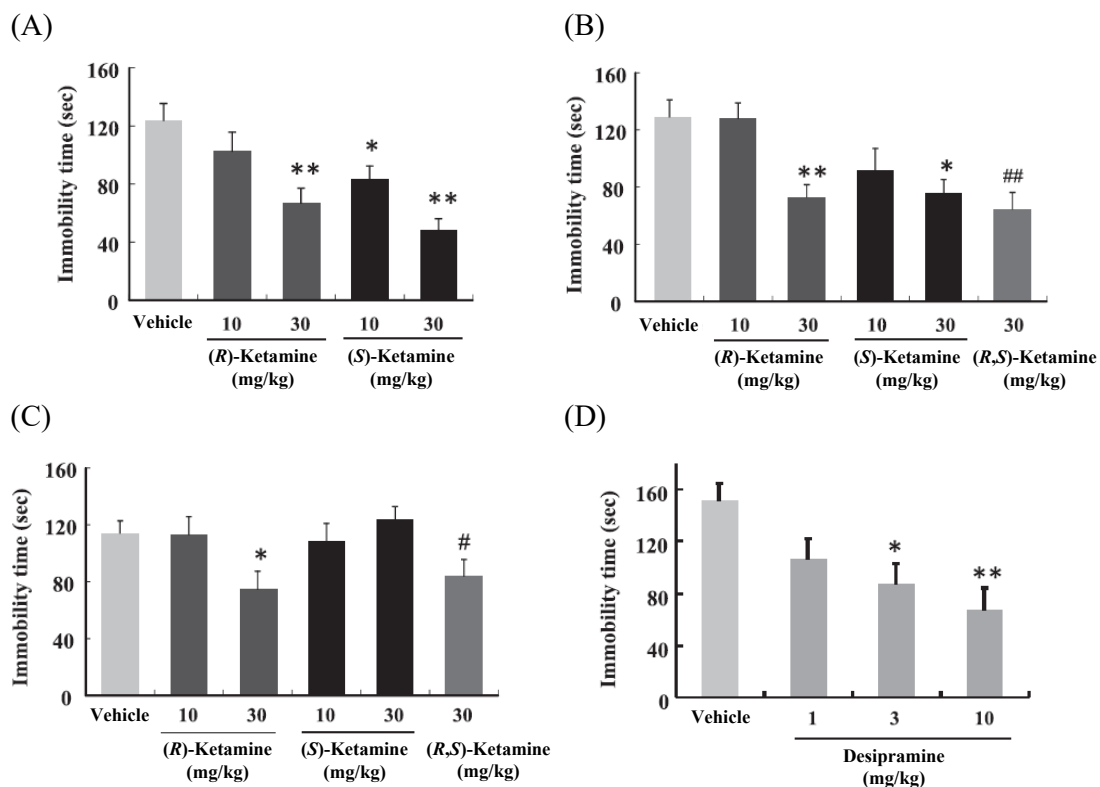 (A)
Immobility time (sec)
160
120
80
40
0
*
**
**
Vehicle
10
30
10
30
(R)-Ketamine
(mg/kg)
(S)-Ketamine
(mg/kg)
(B)
Immobility time (sec)
160
120
80
40
0
**
*
##
Vehicle
10
30
10
30
30
(R)-Ketamine
(mg/kg)
(S)-Ketamine
(mg/kg)
(R,S)-Ketamine
(mg/kg)
(C)
Immobility time (sec)
160
120
80
40
0
*
#
Vehicle
10
30
10
30
30
(R)-Ketamine
(mg/kg)
(S)-Ketamine
(mg/kg)
(R,S)-Ketamine
(mg/kg)
(D)
Immobility time (sec)
160
120
80
40
0
*
**
Vehicle
1
3
10
Desipramine
(mg/kg)